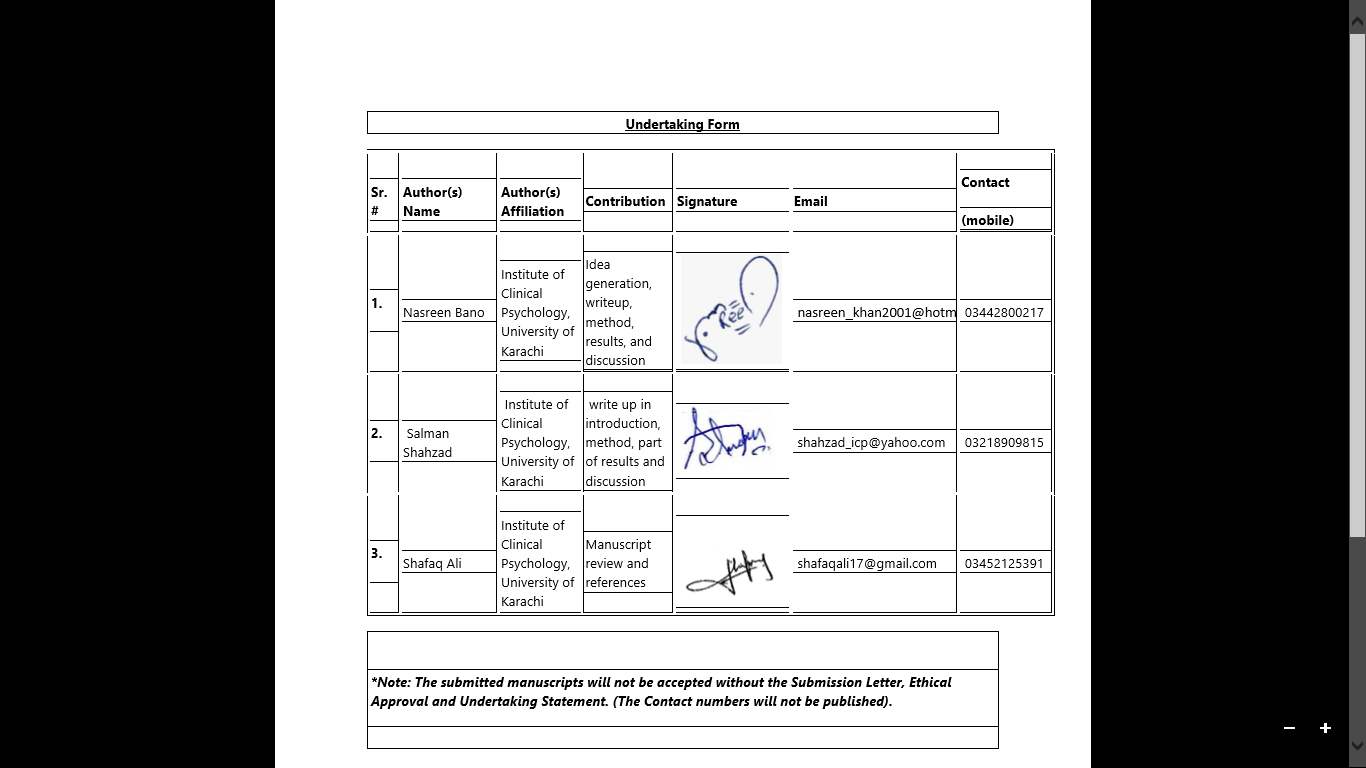 Undertaking Form
Sr.
#
Author(s)
Name
Author(s)
Affiliation
Contribution
Signature
Email
Contact
(mobile)
1.
Nasreen Bano
Institute of
Clinical
Psychology,
University of
Karachi
Idea
generation,
writeup,
method,
results, and
discussion
nasreen_khan2001@hotm
03442800217
2.
Salman
Shahzad
Institute of
Clinical
Psychology,
University of
Karachi
write up in
introduction,
method, part
of results and
discussion
shahzad_icp@yahoo.com
03218909815
3.
Shafaq Ali
Institute of
Clinical
Psychology,
University of
Karachi
Manuscript
review and
references
shafaqali17@gmail.com
03452125391
*Note: The submitted manuscripts will not be accepted without the Submission Letter, Ethical
Approval and Undertaking Statement. (The Contact numbers will not be published).